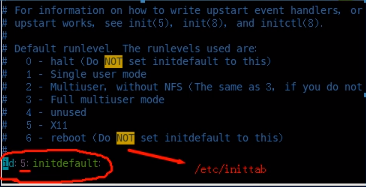 # For information on how to write upstart event handlers, or
# upstart works, see init(5), init(8), and initctl(8).
#
# Default runlevel. The runlevels used are:
#   0 - halt (Do NOT set initdefault to this)
#   1 - Single user mode
#   2 - Multiuser, without NFS (The same as 3, if you do not
#   3 - Full multiuser mode
#   4 - unused
#   5 - X11
#   6 - reboot (Do NOT set initdefault to this)
#
id:5:initdefault:
/etc/inittab